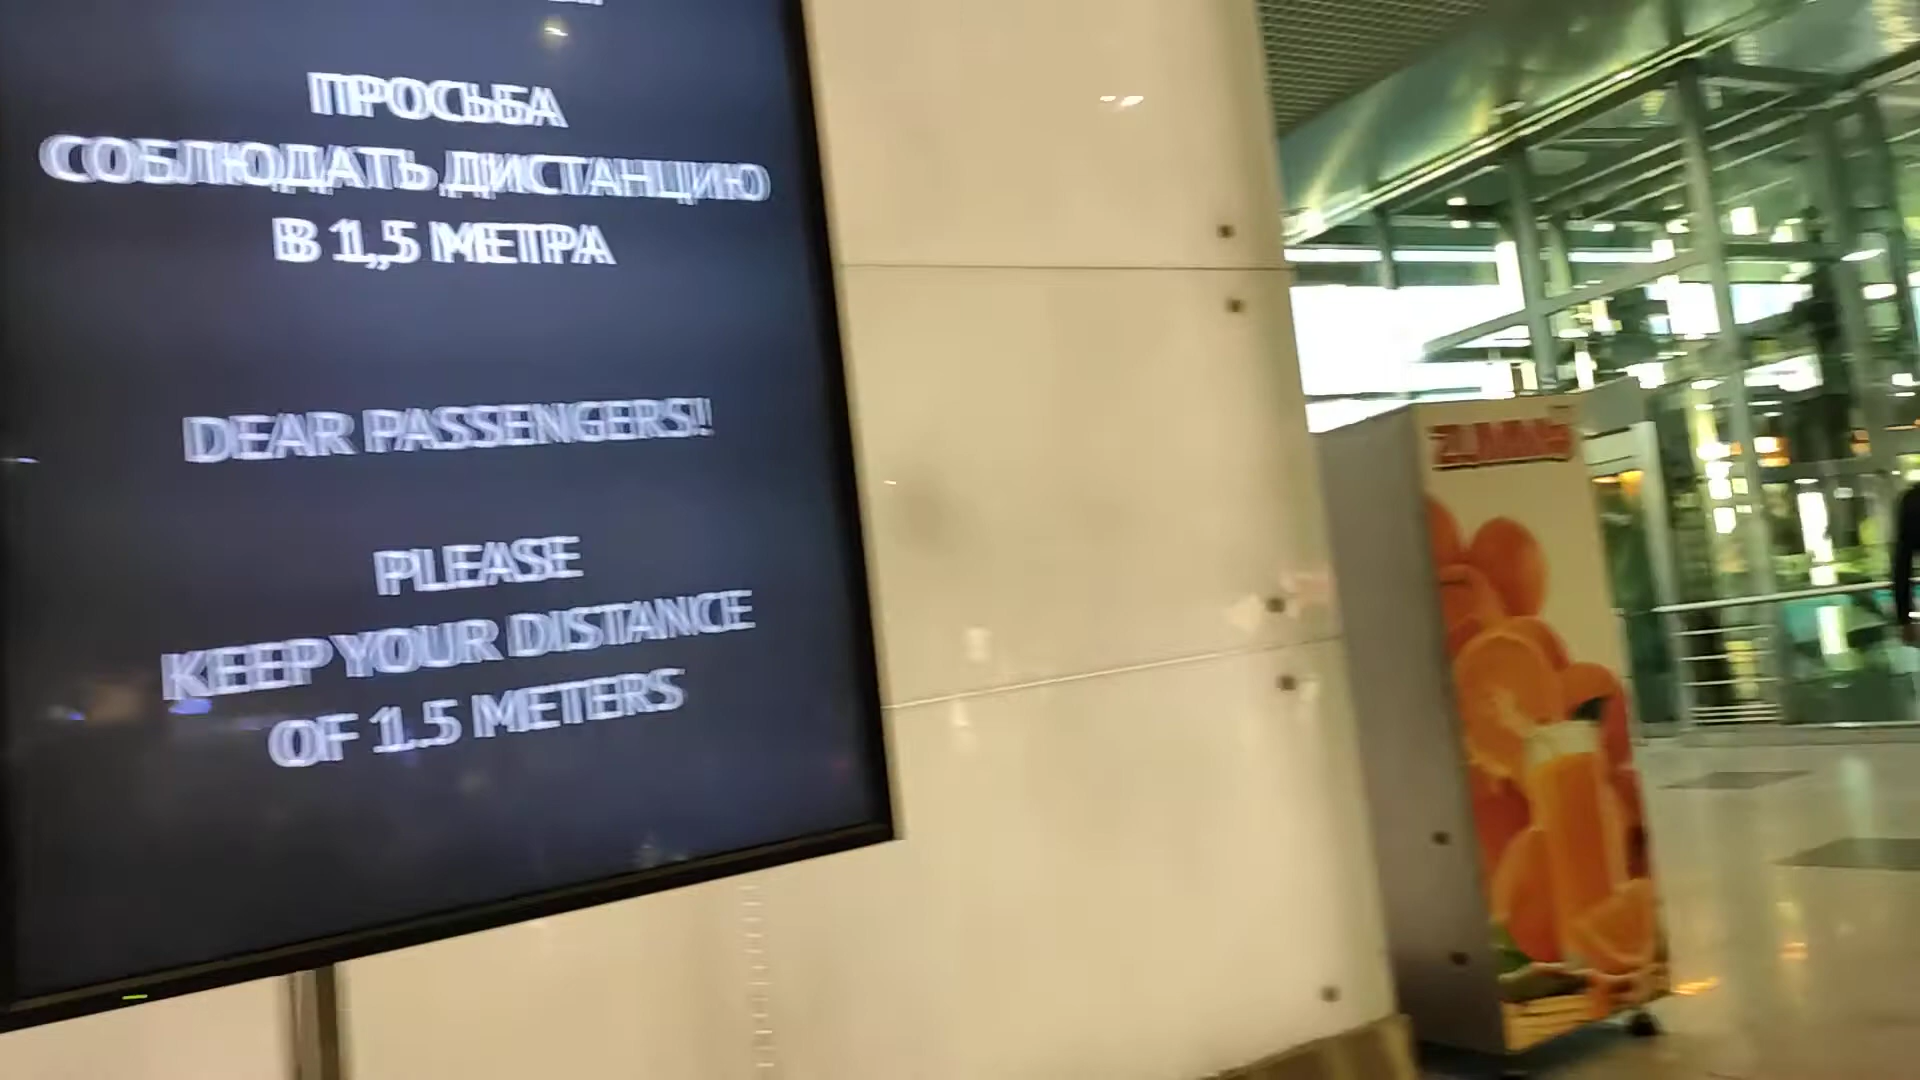 ПРОСЬБА
СОБЛЮДАТЬ ДИСТАНЦИЮ
В 1,5 МЕТРА
DEAR PASSENGERS!
PLEASE
KEEP YOUR DISTANCE
OF 1.5 METERS